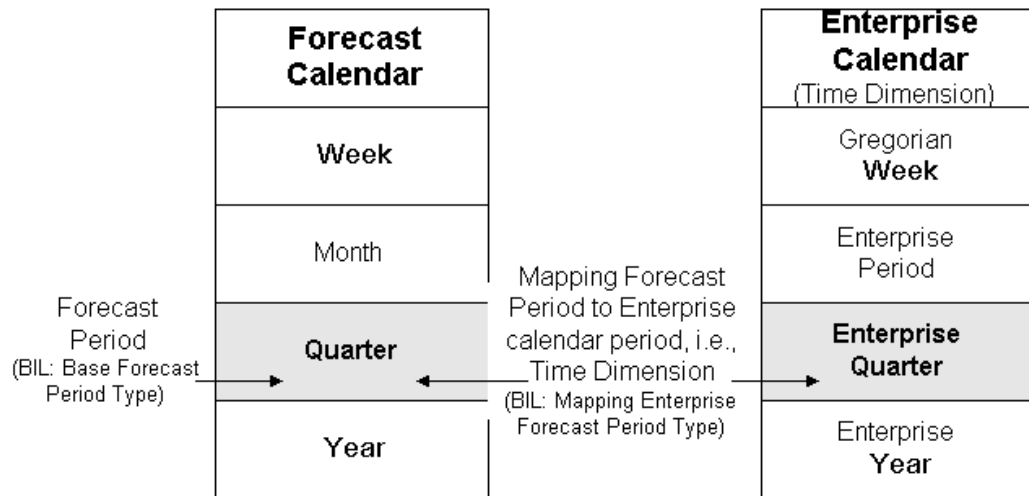 Forecast
Calendar
Week
Month
Quarter
Year
Forecast
Period
(BIL: Base Forecast
Period Type)
Mapping Forecast
Period to Enterprise
calendar period, i.e.,
Time Dimension
(BIL: Mapping Enterprise
Forecast Period Type)
Enterprise
Calendar
(Time Dimension)
Gregorian
Week
Enterprise
Period
Enterprise
Quarter
Enterprise
Year